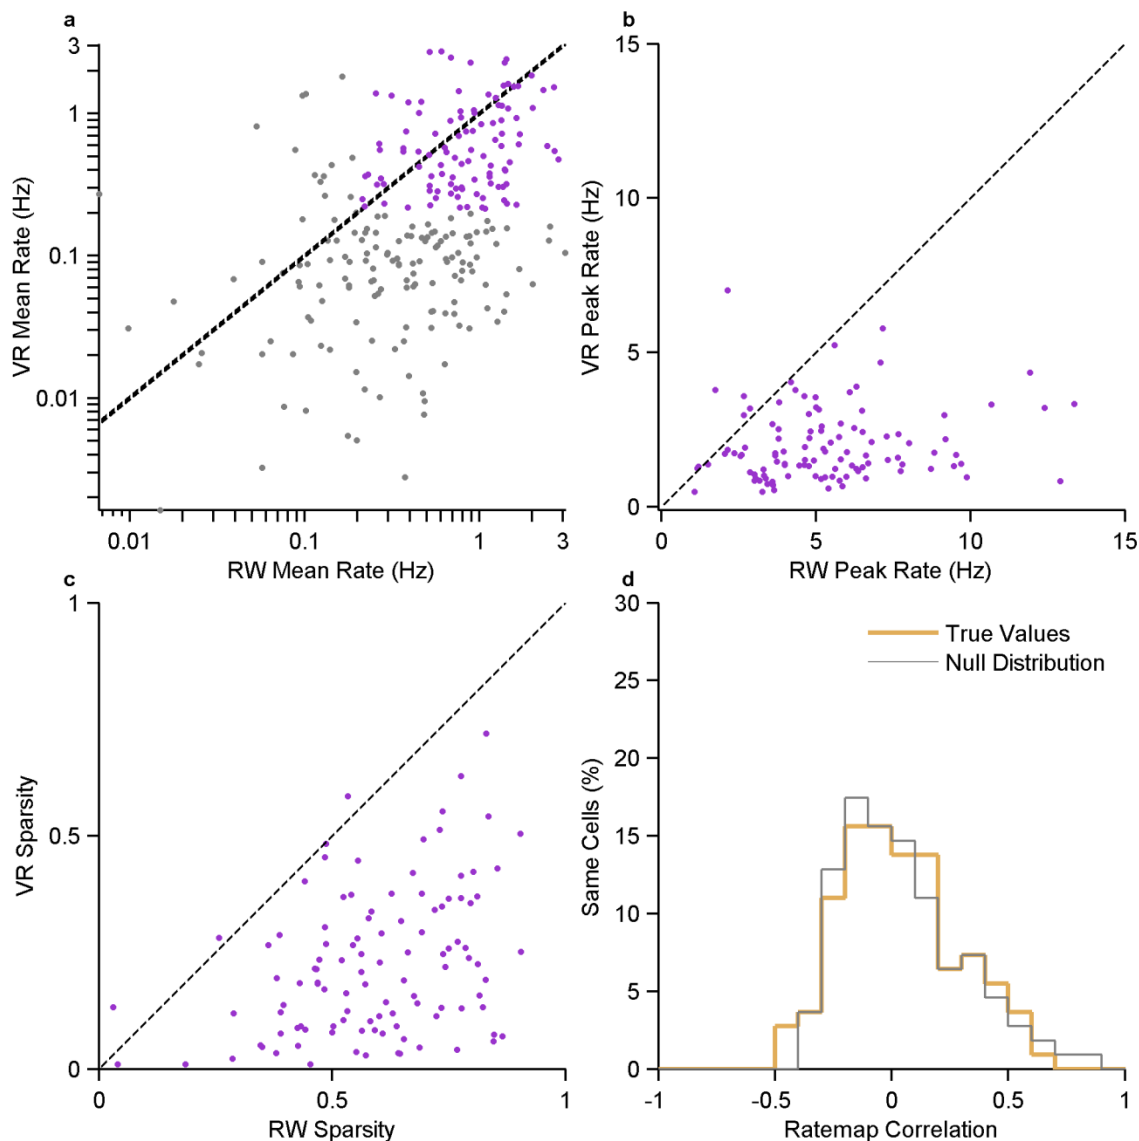 a
3
1
0.1
0.01
VR Mean Rate (Hz)
0.01
0.1
1
3
RW Mean Rate (Hz)
b
15
10
5
0
VR Peak Rate (Hz)
0
5
10
15
RW Peak Rate (Hz)
c
1
0.5
0
VR Sparsity
0
0.5
1
RW Sparsity
d
30
25
20
15
10
5
0
Same Cells (%)
True Values
Null Distribution
-1
-0.5
0
0.5
1
Ratemap Correlation